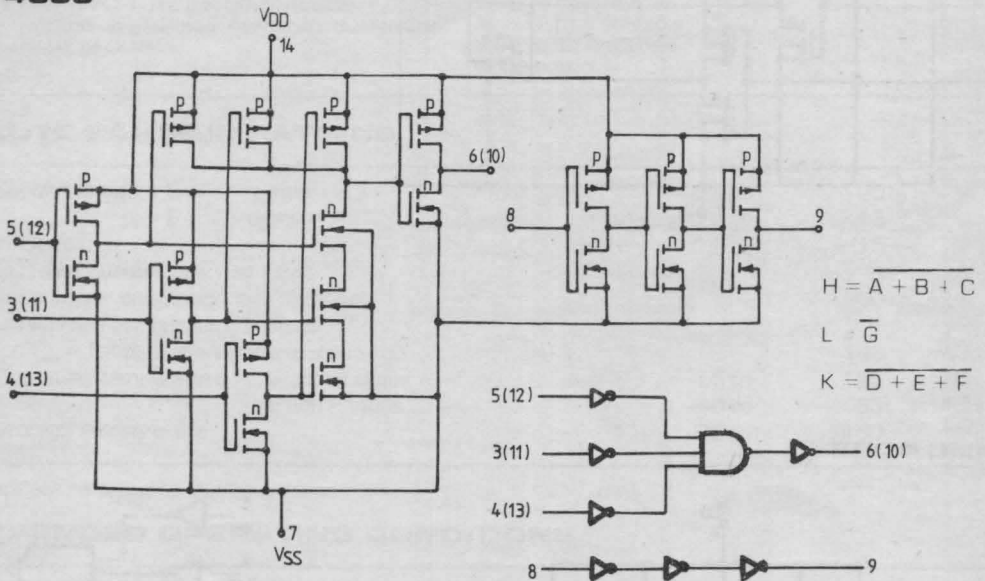 VDD
14
p p p p
6(10)
p p p
p
n
8
9
5(12)
n
n p
n n n
n
3(11)
n
n p
n
4(13)
n
7
VSS
H = A + B + C
L = G
K = D + E + F
5(12)
3(11)
6(10)
4(13)
8
9